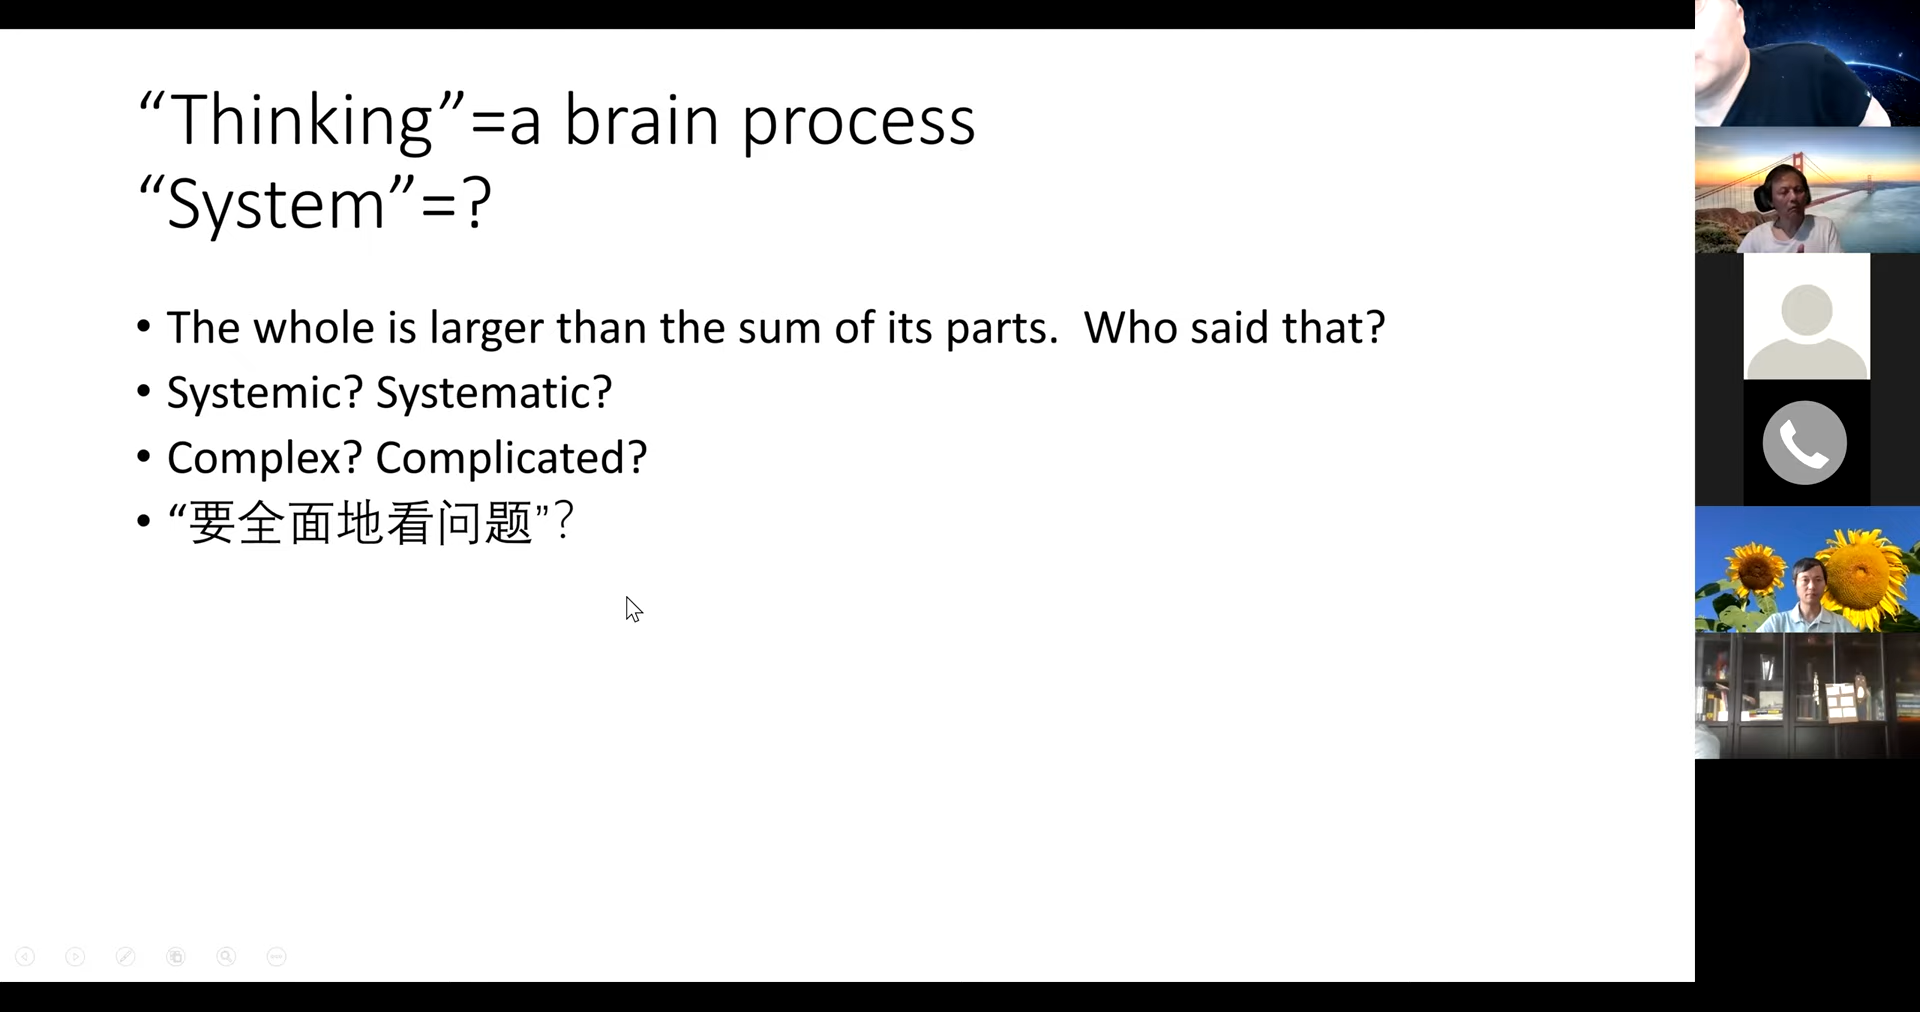 “Thinking”=a brain process
“System”=?
• The whole is larger than the sum of its parts.  Who said that?
• Systemic? Systematic?
• Complex? Complicated?
• “要全面地看问题”?